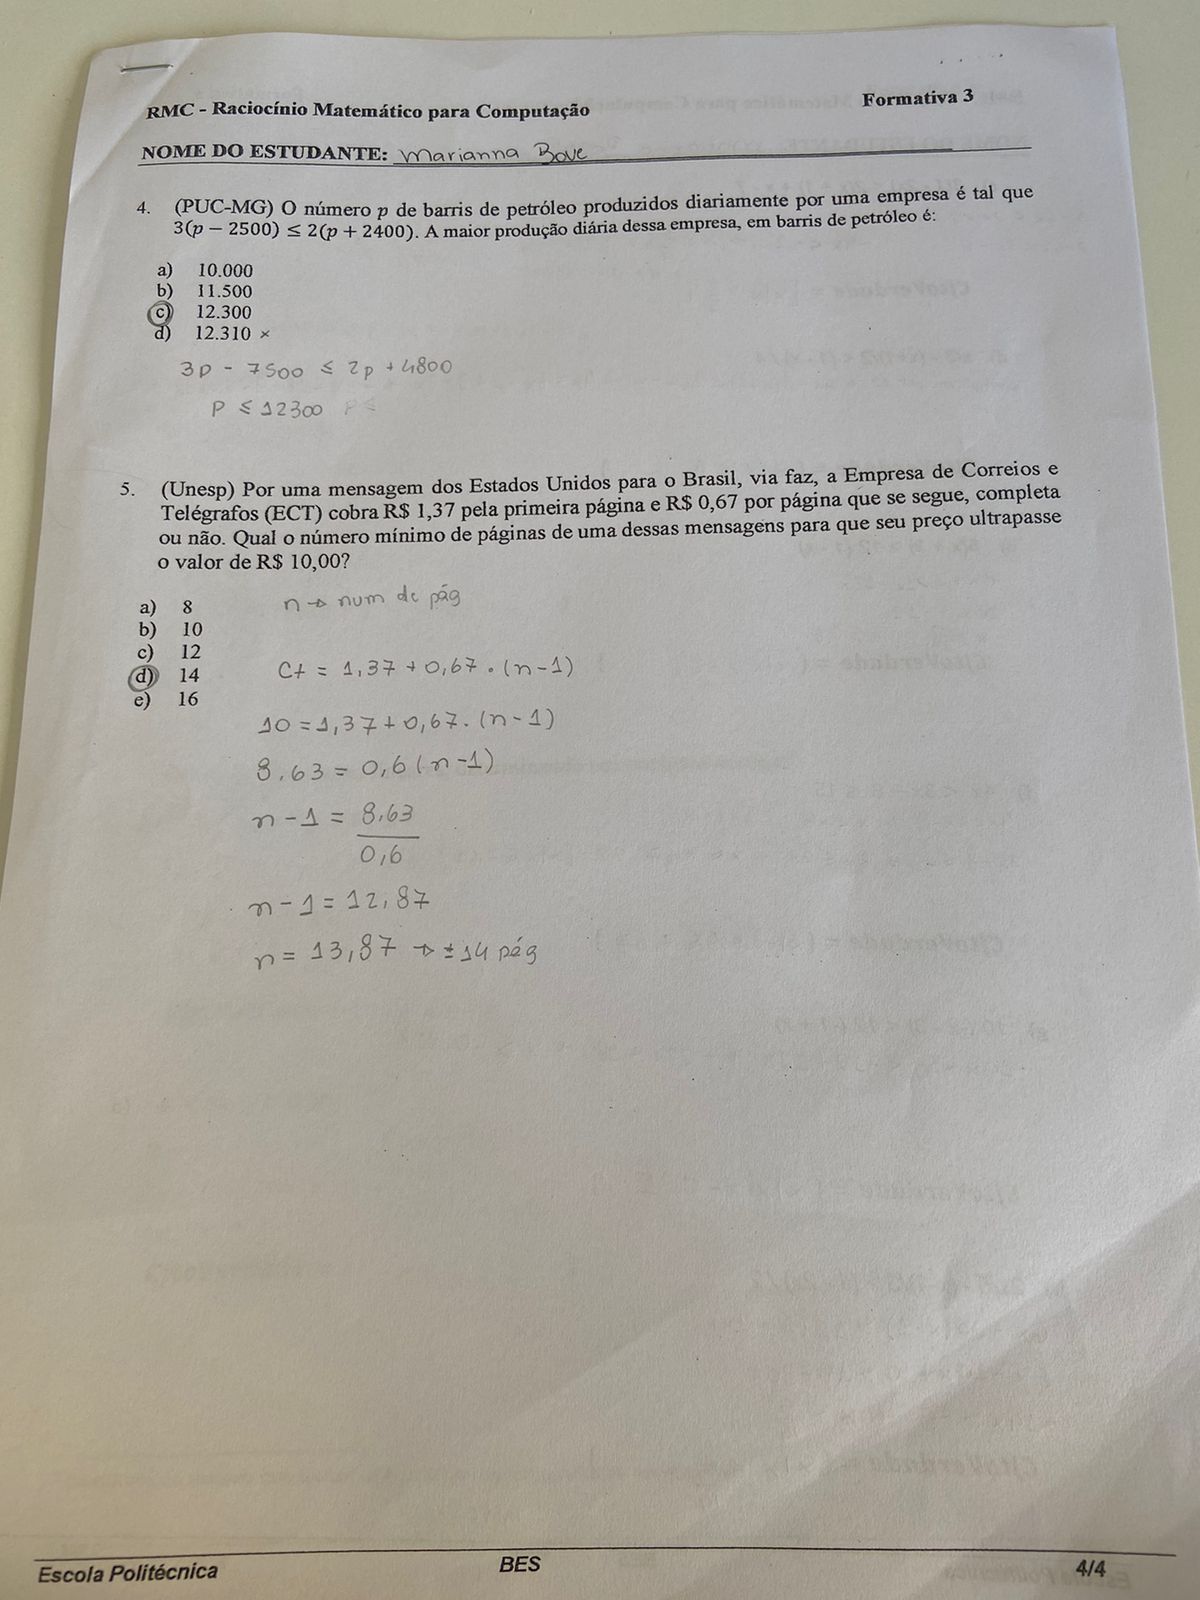 RMC - Raciocínio Matemático para Computação
Formativa 3
NOME DO ESTUDANTE: Marianna Bove
4. (PUC-MG) O número p de barris de petróleo produzidos diariamente por uma empresa é tal que
3(p − 2500) ≤ 2(p + 2400). A maior produção diária dessa empresa, em barris de petróleo é:
a) 10.000
b) 11.500
c) 12.300
d) 12.310 x
3p - 7500 ≤ 2p + 4800
P ≤ 12300 P ≤
5. (Unesp) Por uma mensagem dos Estados Unidos para o Brasil, via faz, a Empresa de Correios e
Telégrafos (ECT) cobra R$ 1,37 pela primeira página e R$ 0,67 por página que se segue, completa
ou não. Qual o número mínimo de páginas de uma dessas mensagens para que seu preço ultrapasse
o valor de R$ 10,00?
a) 8
b) 10
c) 12
d) 14
e) 16
n → num de pág
Ct = 1,37 + 0,67 . (n-1)
10 = 1,37 + 0,67. (n-1)
8,63 = 0,6 (n-1)
n - 1 = 8,63
0,6
n - 1 = 12,87
n = 13,87 → ± 14 pág
Escola Politécnica
BES
4/4